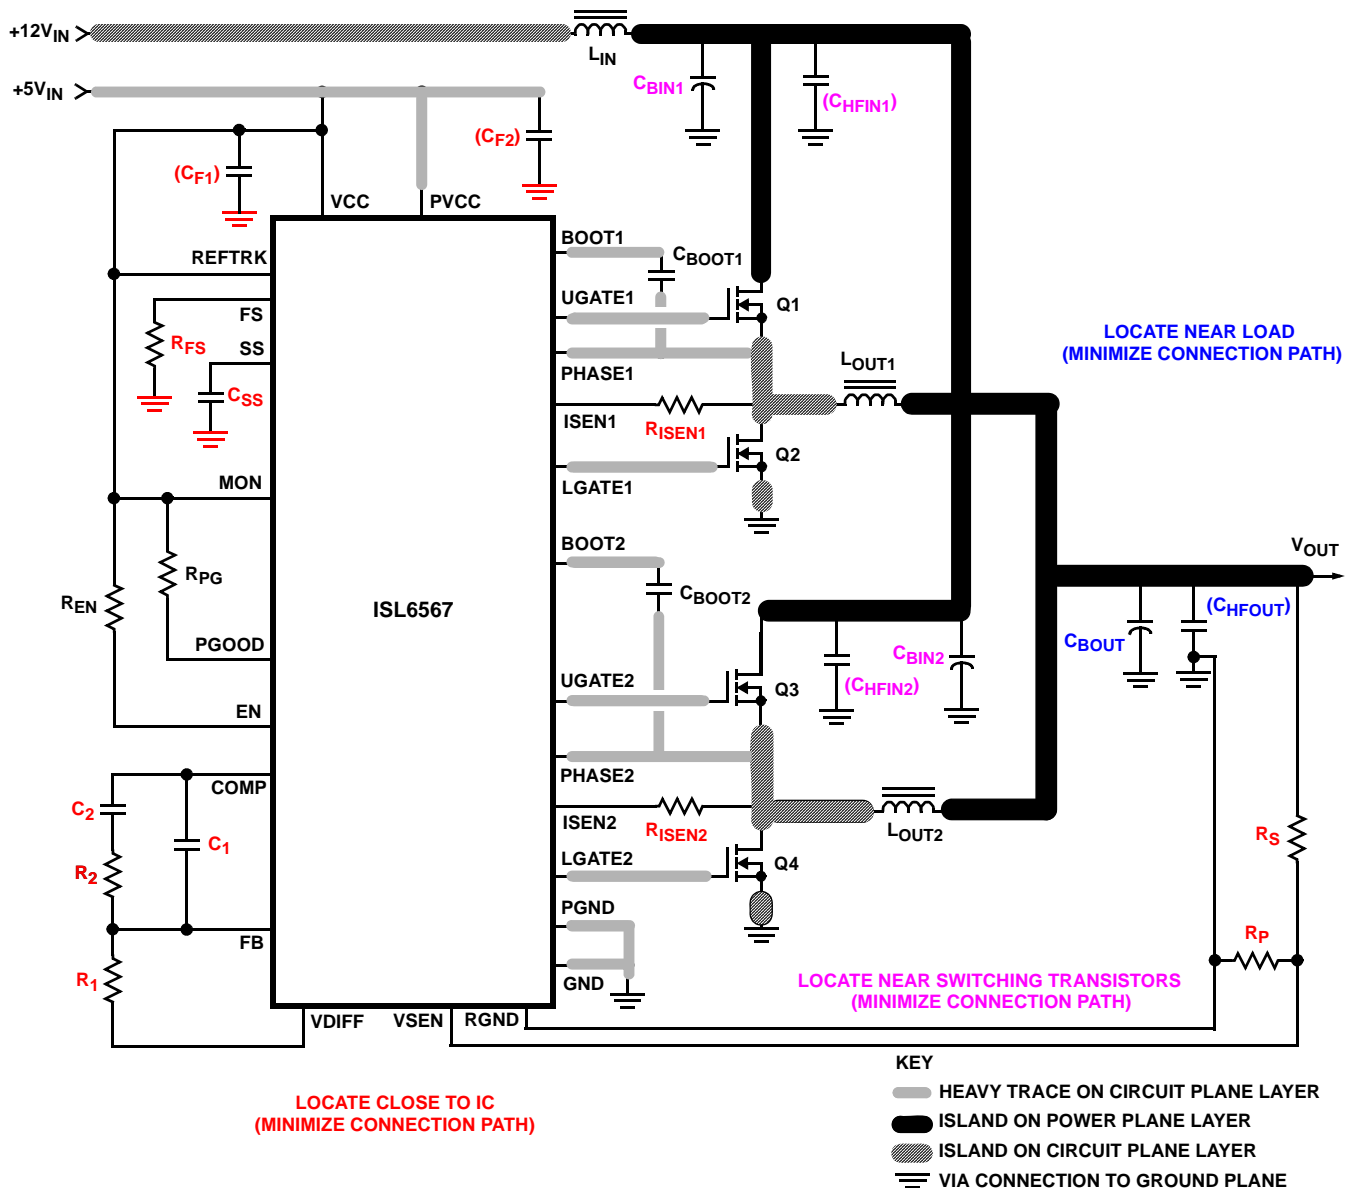 +12VIN
LIN
CBIN1
(CHFIN1)
+5VIN
(CF2)
(CF1)
VCC
PVCC
REFTRK
FS
RFS
SS
CSS
MON
RPG
REN
PGOOD
EN
COMP
C2
C1
R2
FB
R1
VDIFF
VSEN
RGND
ISL6567
BOOT1
CBOOT1
UGATE1
Q1
PHASE1
LOUT1
ISEN1
RISEN1
Q2
LGATE1
BOOT2
CBOOT2
UGATE2
Q3
(CHFIN2)
CBIN2
PHASE2
ISEN2
RISEN2
LOUT2
LGATE2
Q4
PGND
GND
LOCATE NEAR LOAD
(MINIMIZE CONNECTION PATH)
VOUT
(CHFOUT)
CBOUT
RS
RP
LOCATE NEAR SWITCHING TRANSISTORS
(MINIMIZE CONNECTION PATH)
LOCATE CLOSE TO IC
(MINIMIZE CONNECTION PATH)
KEY
HEAVY TRACE ON CIRCUIT PLANE LAYER
ISLAND ON POWER PLANE LAYER
ISLAND ON CIRCUIT PLANE LAYER
VIA CONNECTION TO GROUND PLANE